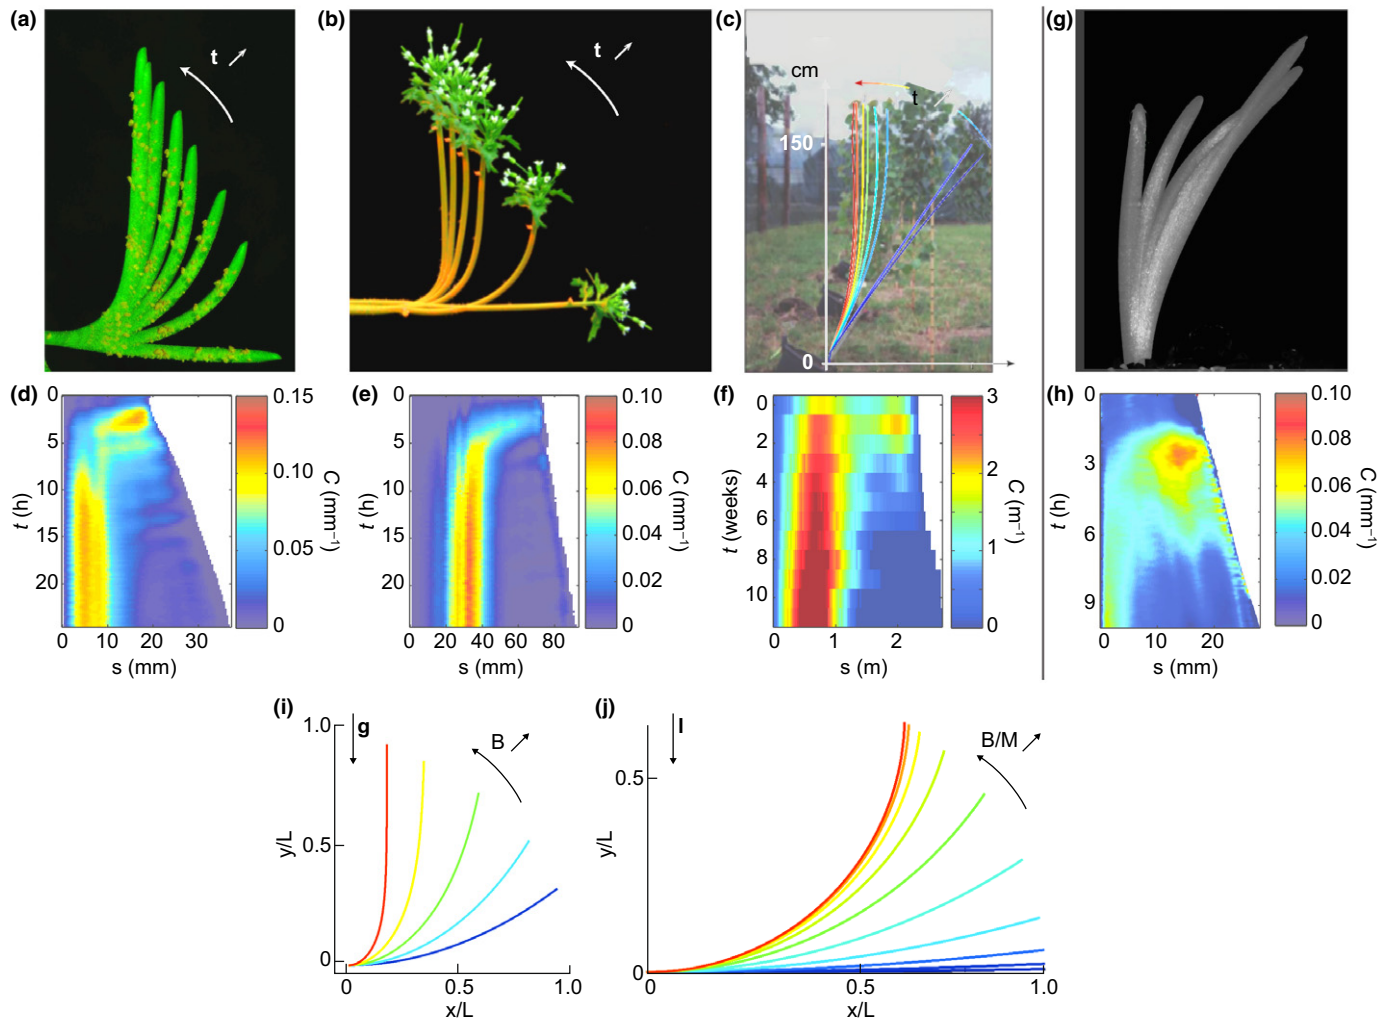 (a)
t
(b)
t
(c)
cm
t
150
0
(g)
(d)
0
5
10
15
20
t (h)
0 10 20 30
s (mm)
0.15
0.10
0.05
0
C (mm⁻¹)
(e)
0
5
10
15
20
0 20 40 60 80
s (mm)
0.10
0.08
0.06
0.04
0.02
0
C (mm⁻¹)
(f)
0
2
4
6
8
10
t (weeks)
0 1 2
s (m)
3
2
1
0
C (m⁻¹)
(h)
0
3
6
9
t (h)
0 10 20
s (mm)
0.10
0.08
0.06
0.04
0.02
0
C (mm⁻¹)
(i)
g
B
1.0
0.5
0
y/L
0 0.5 1.0
x/L
(j)
I
B/M
0.5
0
y/L
0 0.5 1.0
x/L